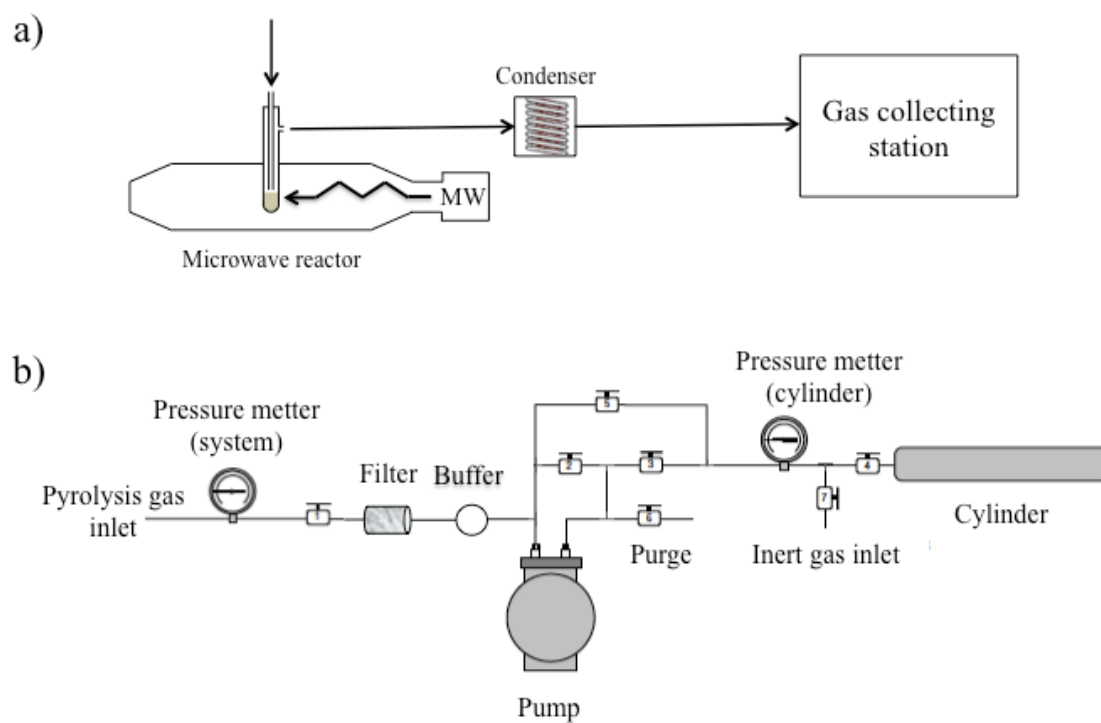 a)
Condenser
Gas collecting
station
MW
Microwave reactor
b)
Pressure metter
(system)
Pressure metter
(cylinder)
5
Filter
Buffer
2
3
4
Pyrolysis gas
inlet
1
7
6
Purge
Inert gas inlet
Cylinder
Pump